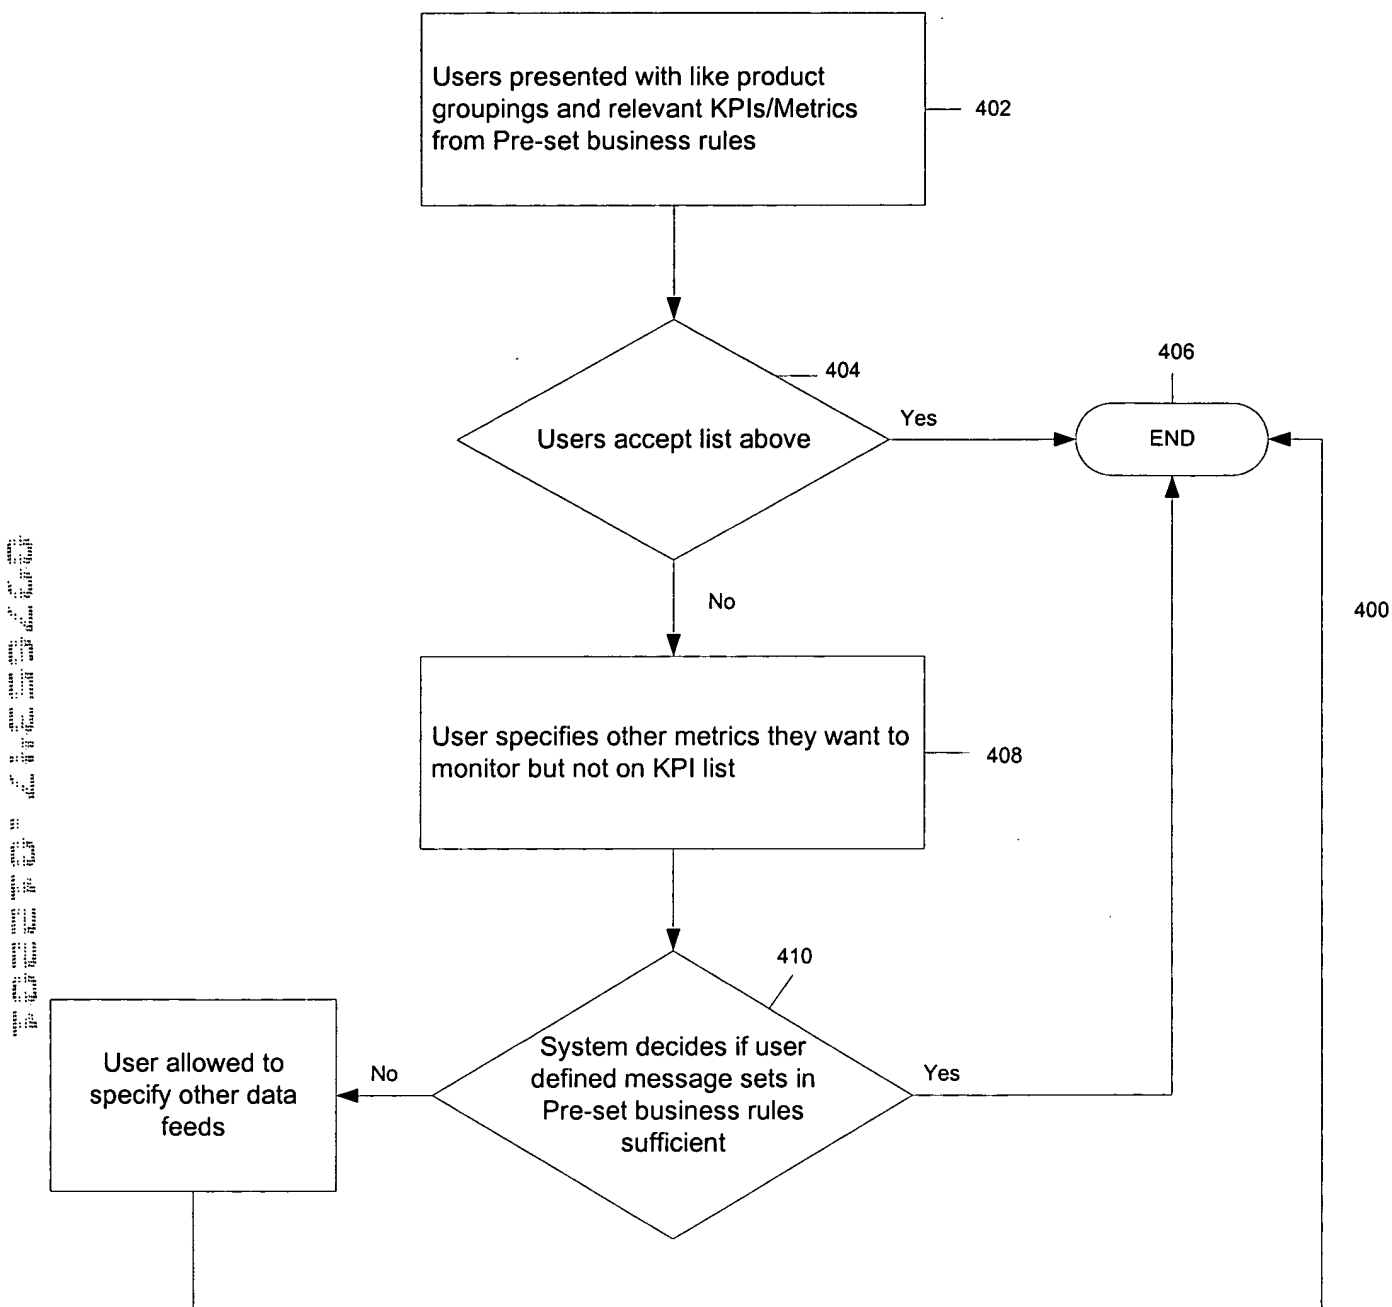 Users presented with like product
groupings and relevant KPIs/Metrics
from Pre-set business rules
402
404
406
Users accept list above
Yes
END
No
400
User specifies other metrics they want to
monitor but not on KPI list
408
410
System decides if user
defined message sets in
Pre-set business rules
sufficient
Yes
No
User allowed to
specify other data
feeds